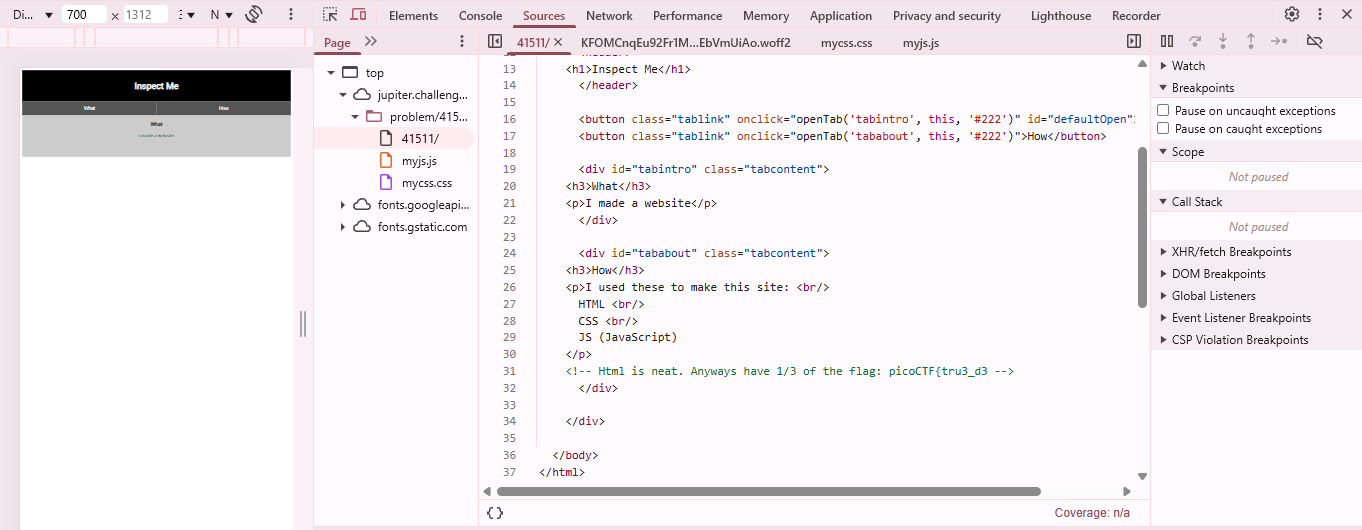 Di... 700 × 1312 N
Elements Console Sources Network Performance Memory Application Privacy and security Lighthouse Recorder
Page
41511/ KFOMCnqEu92Fr1M...EbVmUiAo.woff2 mycss.css myjs.js
Inspect Me
What How
What
I made a website
top
jupiter.challeng...
problem/415...
41511/
myjs.js
mycss.css
fonts.googleapi...
fonts.gstatic.com
13 <h1>Inspect Me</h1>
14 </header>
15
16 <button class="tablink" onclick="openTab('tabintro', this, '#222')" id="defaultOpen"
17 <button class="tablink" onclick="openTab('tababout', this, '#222')">How</button>
18
19 <div id="tabintro" class="tabcontent">
20 <h3>What</h3>
21 <p>I made a website</p>
22 </div>
23
24 <div id="tababout" class="tabcontent">
25 <h3>How</h3>
26 <p>I used these to make this site: <br/>
27 HTML <br/>
28 CSS <br/>
29 JS (JavaScript)
30 </p>
31 <!-- Html is neat. Anyways have 1/3 of the flag: picoCTF{tru3_d3 -->
32 </div>
33
34 </div>
35
36 </body>
37 </html>
{} Coverage: n/a
Watch
Breakpoints
Pause on uncaught exceptions
Pause on caught exceptions
Scope
Not paused
Call Stack
Not paused
XHR/fetch Breakpoints
DOM Breakpoints
Global Listeners
Event Listener Breakpoints
CSP Violation Breakpoints